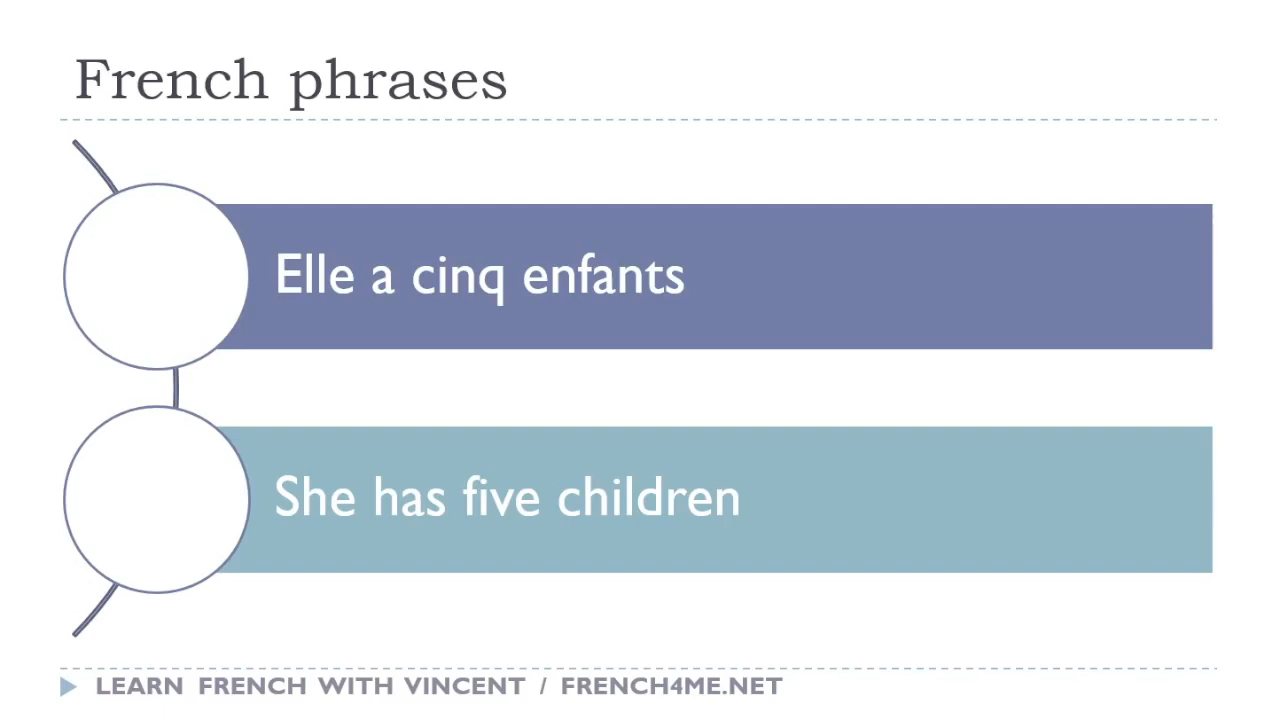 French phrases
Elle a cinq enfants
She has five children
LEARN FRENCH WITH VINCENT / FRENCH4ME.NET